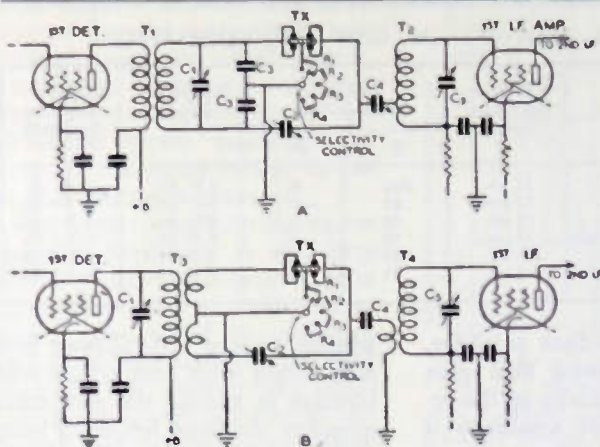 1ST DET.
T1
TX
T2
1ST I.F. AMP.
TO 2ND I.F
C1
C3
C3
R1
R2
R3
R4
C4
C5
SELECTIVITY
CONTROL
+B
A
1ST DET.
T3
TX
T4
1ST I.F.
TO 2ND I.F
C1
R1
R2
R3
R4
C2
C4
C5
SELECTIVITY
CONTROL
+B
B